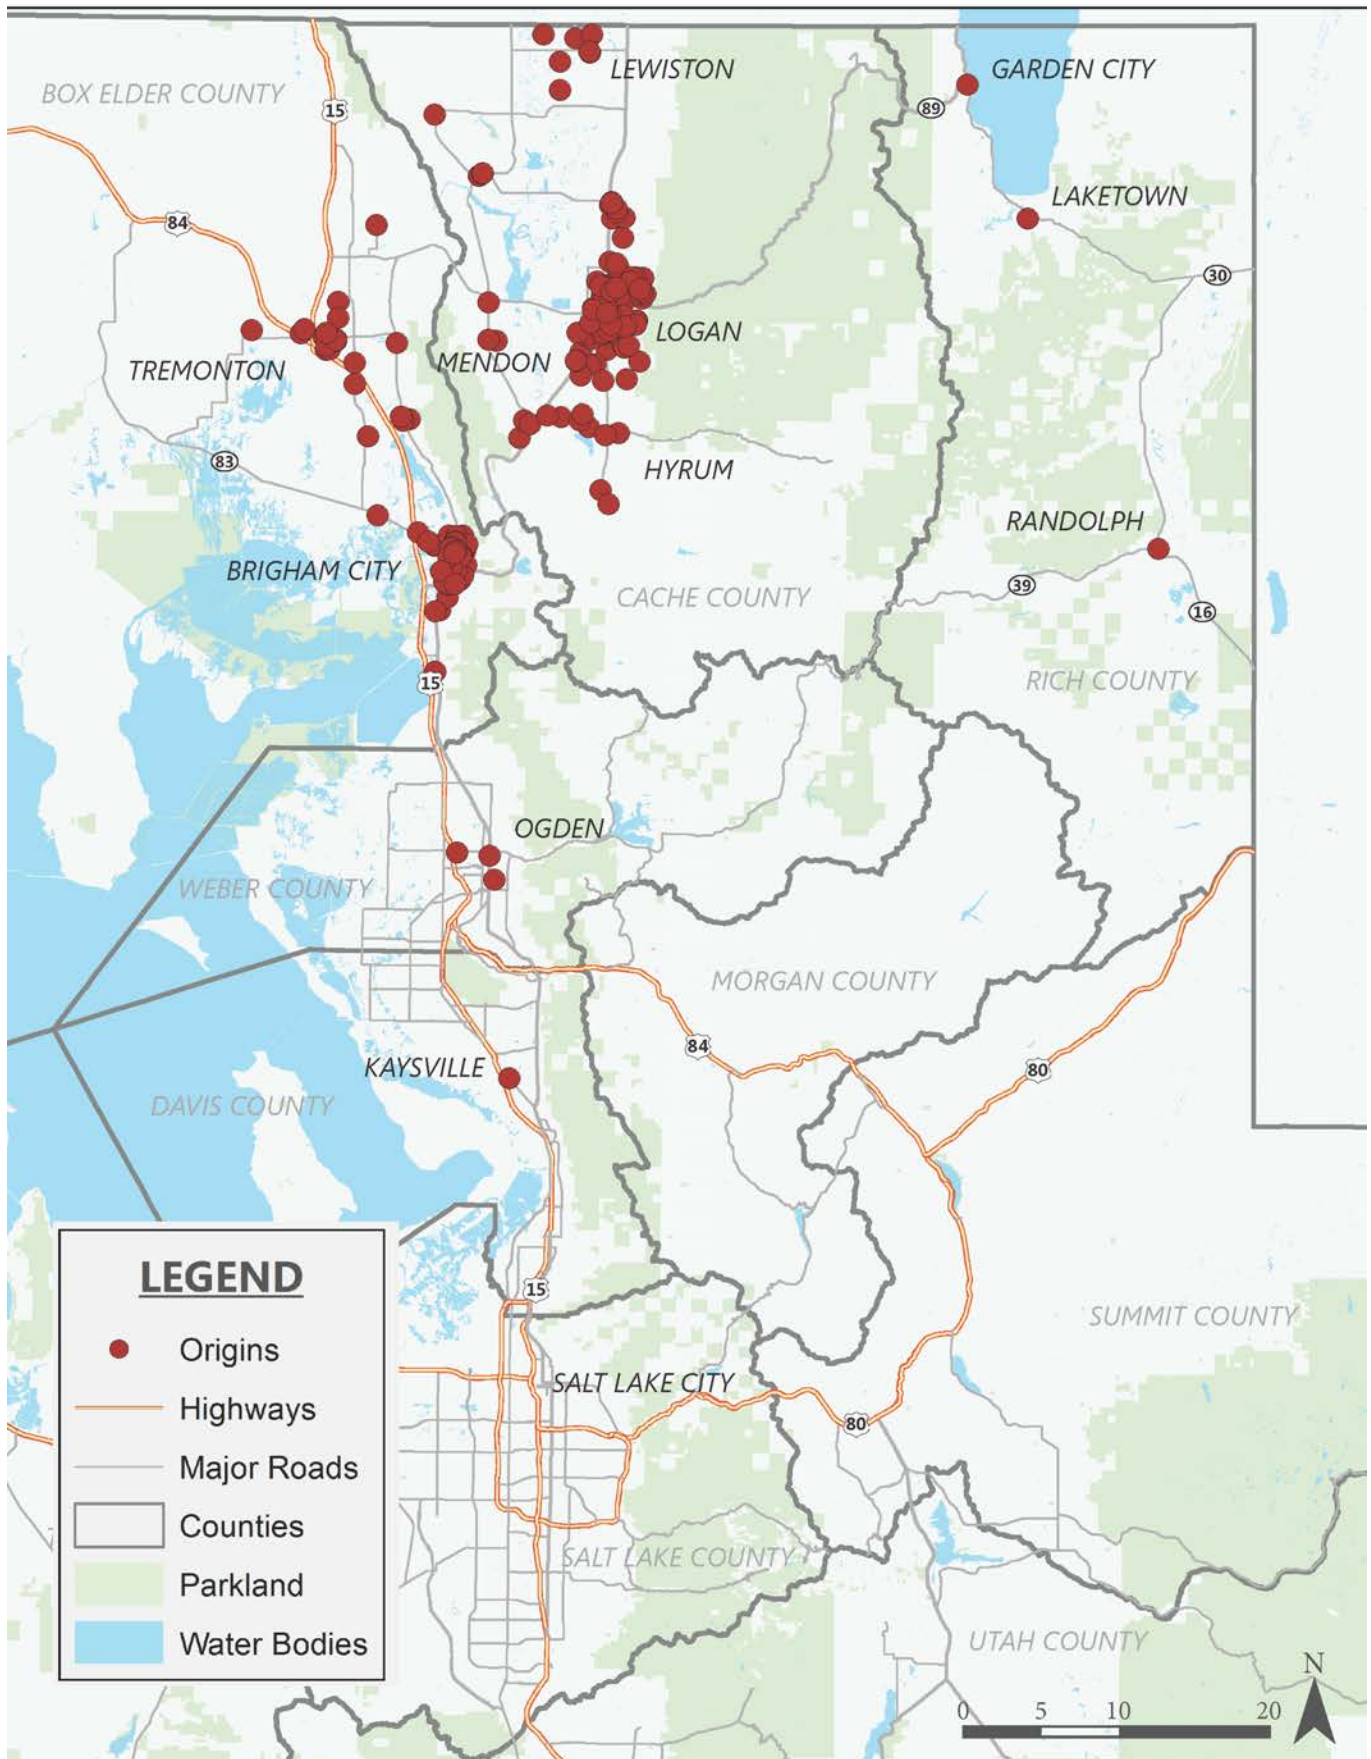 LEWISTON
GARDEN CITY
BOX ELDER COUNTY
15
89
LAKETOWN
84
30
LOGAN
MENDON
TREMONTON
83
HYRUM
RANDOLPH
BRIGHAM CITY
39
CACHE COUNTY
16
15
RICH COUNTY
OGDEN
WEBER COUNTY
MORGAN COUNTY
84
KAYSVILLE
80
DAVIS COUNTY
LEGEND
15
SUMMIT COUNTY
Origins
SALT LAKE CITY
Highways
80
Major Roads
Counties
SALT LAKE COUNTY
Parkland
Water Bodies
UTAH COUNTY
N
0 5 10 20